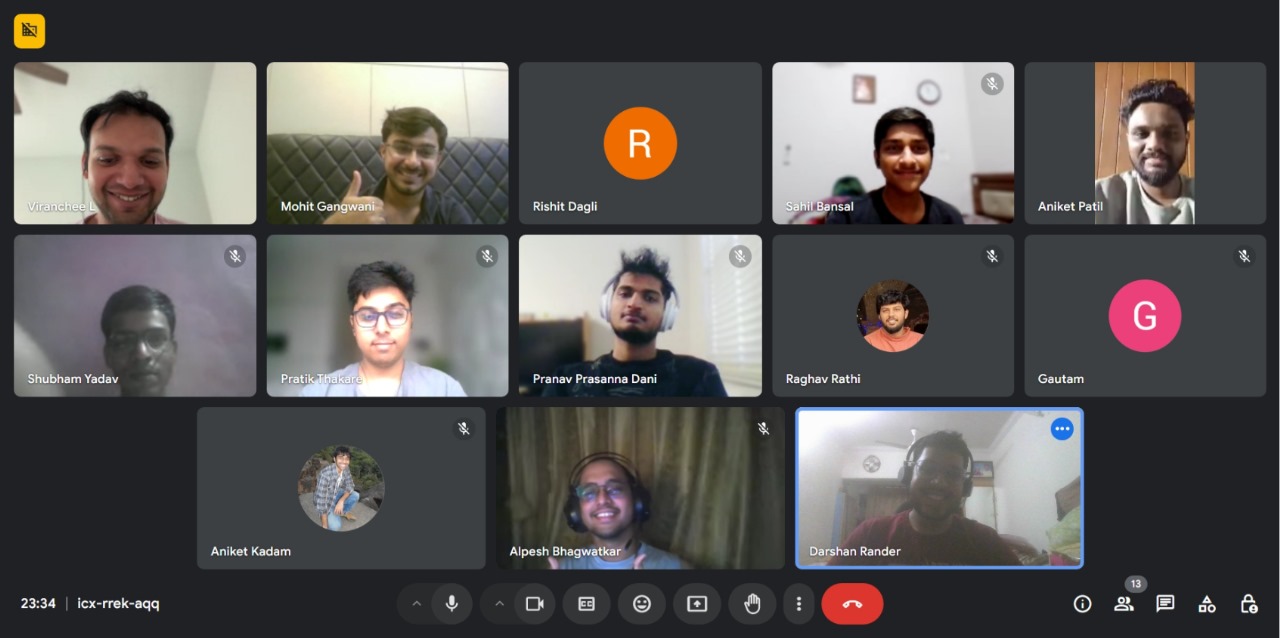 Viranchee L
Mohit Gangwani
R
Rishit Dagli
Sahil Bansal
Aniket Patil
Shubham Yadav
Pratik Thakare
Pranav Prasanna Dani
Raghav Rathi
G
Gautam
Aniket Kadam
Alpesh Bhagwatkar
Darshan Rander
23:34 | icx-rrek-aqq
CC
13